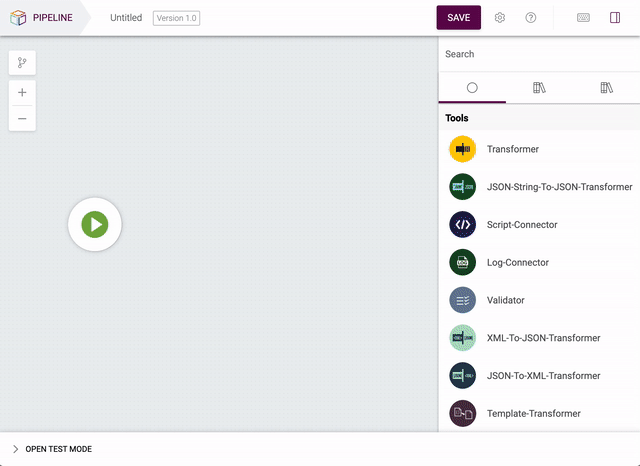 PIPELINE
Untitled
Version 1.0
SAVE
Search
Tools
Transformer
JSON-String-To-JSON-Transformer
Script-Connector
Log-Connector
Validator
XML-To-JSON-Transformer
JSON-To-XML-Transformer
Template-Transformer
OPEN TEST MODE